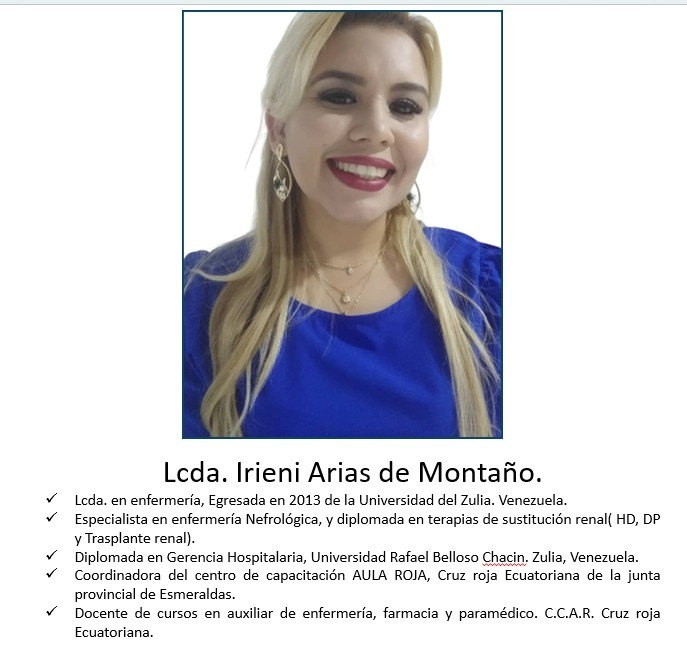 Lcda. Irieni Arias de Montaño.
✓ Lcda. en enfermería, Egresada en 2013 de la Universidad del Zulia. Venezuela.
✓ Especialista en enfermería Nefrológica, y diplomada en terapias de sustitución renal( HD, DP
y Trasplante renal).
✓ Diplomada en Gerencia Hospitalaria, Universidad Rafael Belloso Chacin. Zulia, Venezuela.
✓ Coordinadora del centro de capacitación AULA ROJA, Cruz roja Ecuatoriana de la junta
provincial de Esmeraldas.
✓ Docente de cursos en auxiliar de enfermería, farmacia y paramédico. C.C.A.R. Cruz roja
Ecuatoriana.